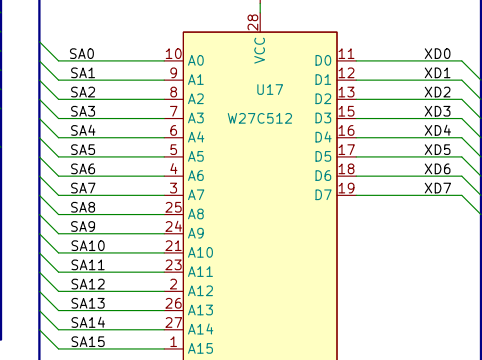 28
VCC
SA0 10 A0 D0 11 XD0
SA1 9 A1 D1 12 XD1
U17
SA2 8 A2 D2 13 XD2
SA3 7 A3 W27C512 D3 15 XD3
SA4 6 A4 D4 16 XD4
SA5 5 A5 D5 17 XD5
SA6 4 A6 D6 18 XD6
SA7 3 A7 D7 19 XD7
SA8 25 A8
SA9 24 A9
SA10 21 A10
SA11 23 A11
SA12 2 A12
SA13 26 A13
SA14 27 A14
SA15 1 A15